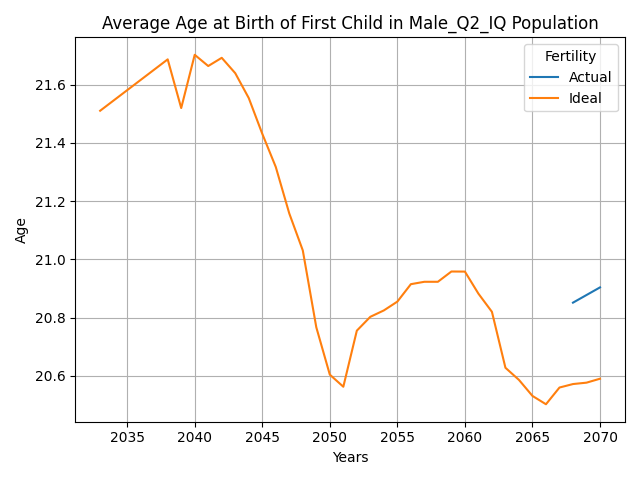 Average Age at Birth of First Child in Male_Q2_IQ Population
Fertility
Actual
Ideal
21.6
21.4
21.2
21.0
20.8
20.6
Age
2035 2040 2045 2050 2055 2060 2065 2070
Years